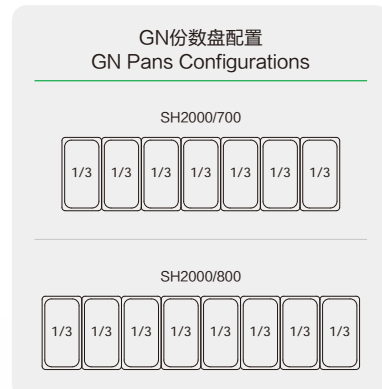 GN份数盘配置
GN Pans Configurations
SH2000/700
1/3 1/3 1/3 1/3 1/3 1/3 1/3
SH2000/800
1/3 1/3 1/3 1/3 1/3 1/3 1/3 1/3